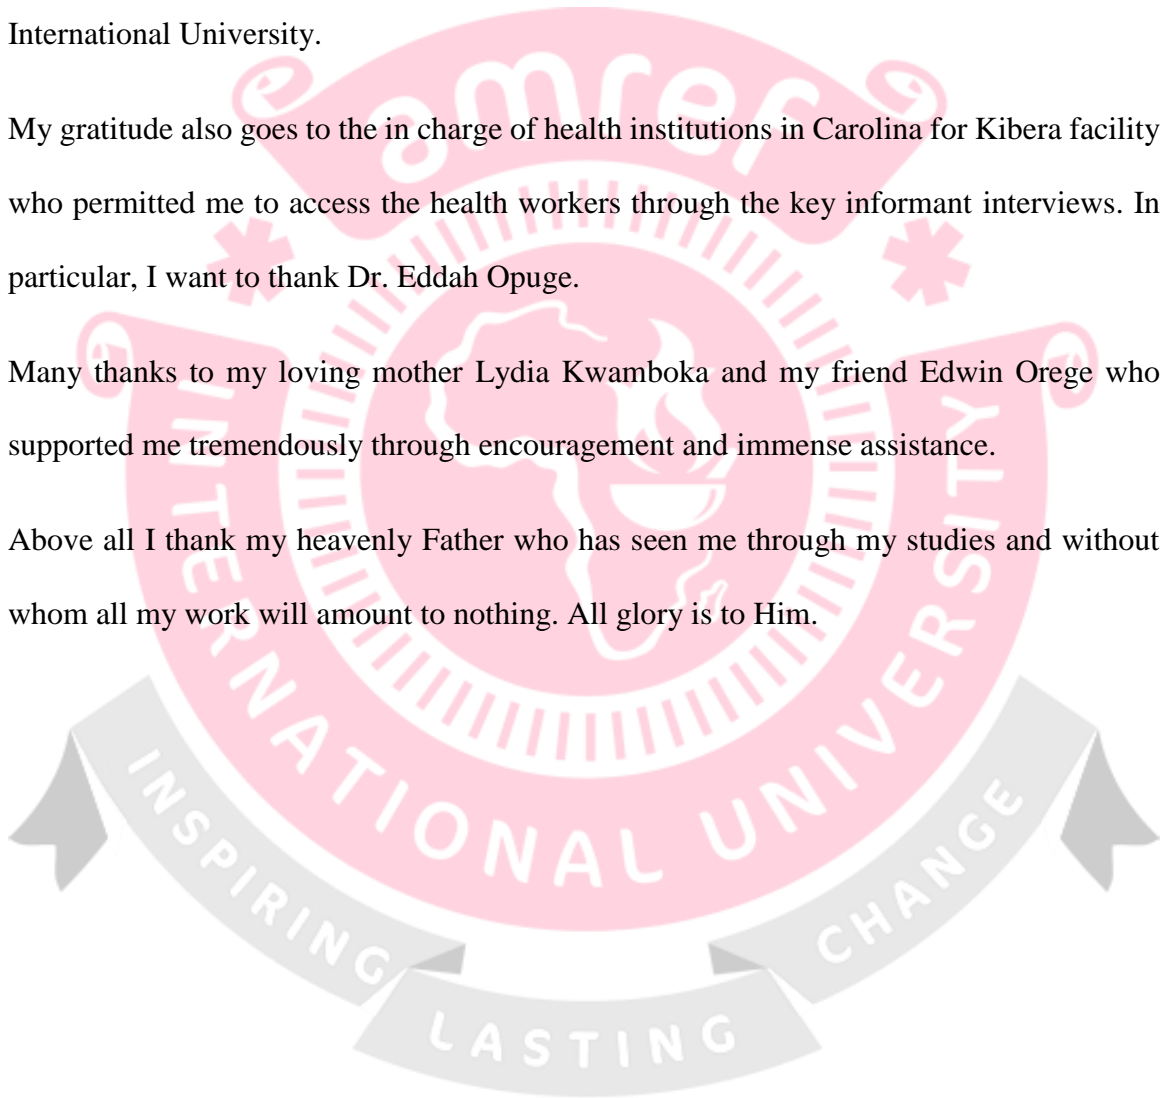 International University.
My gratitude also goes to the in charge of health institutions in Carolina for Kibera facility
who permitted me to access the health workers through the key informant interviews. In
particular, I want to thank Dr. Eddah Opuge.
Many thanks to my loving mother Lydia Kwamboka and my friend Edwin Orege who
supported me tremendously through encouragement and immense assistance.
Above all I thank my heavenly Father who has seen me through my studies and without
whom all my work will amount to nothing. All glory is to Him.
amref
INTERNATIONAL UNIVERSITY
INSPIRING
LASTING
CHANGE